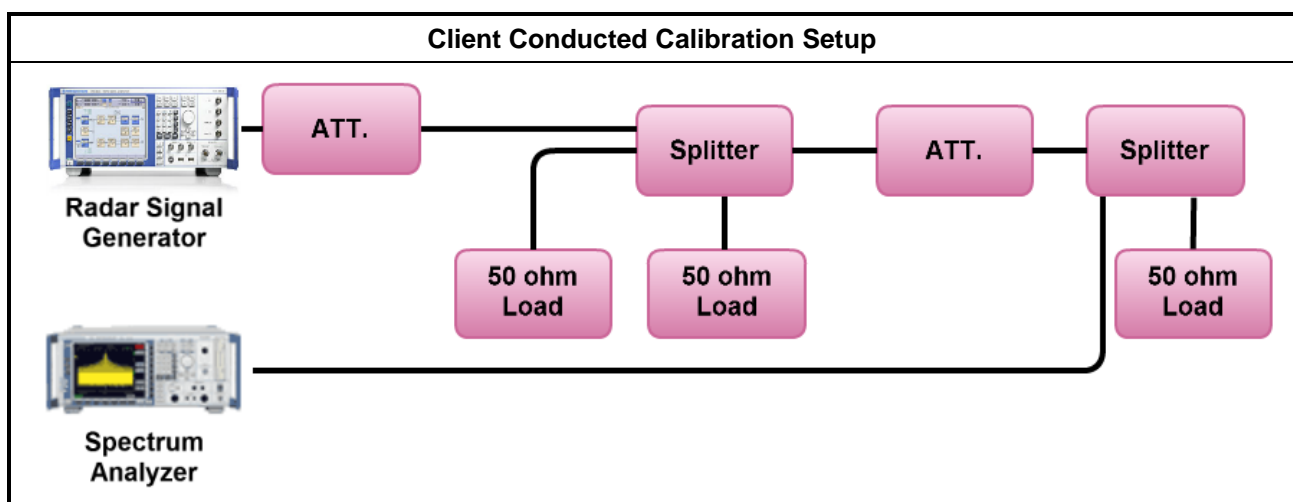 Client Conducted Calibration Setup
ATT.
Splitter
ATT.
Splitter
Radar Signal
Generator
50 ohm
Load
50 ohm
Load
50 ohm
Load
Spectrum
Analyzer